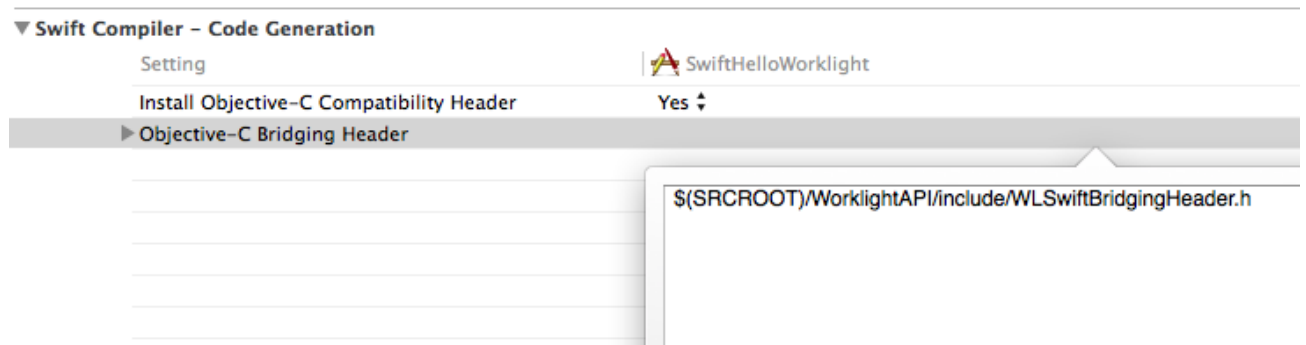 Swift Compiler – Code Generation
Setting SwiftHelloWorklight
Install Objective-C Compatibility Header Yes
Objective-C Bridging Header
$(SRCROOT)/WorklightAPI/include/WLSwiftBridgingHeader.h